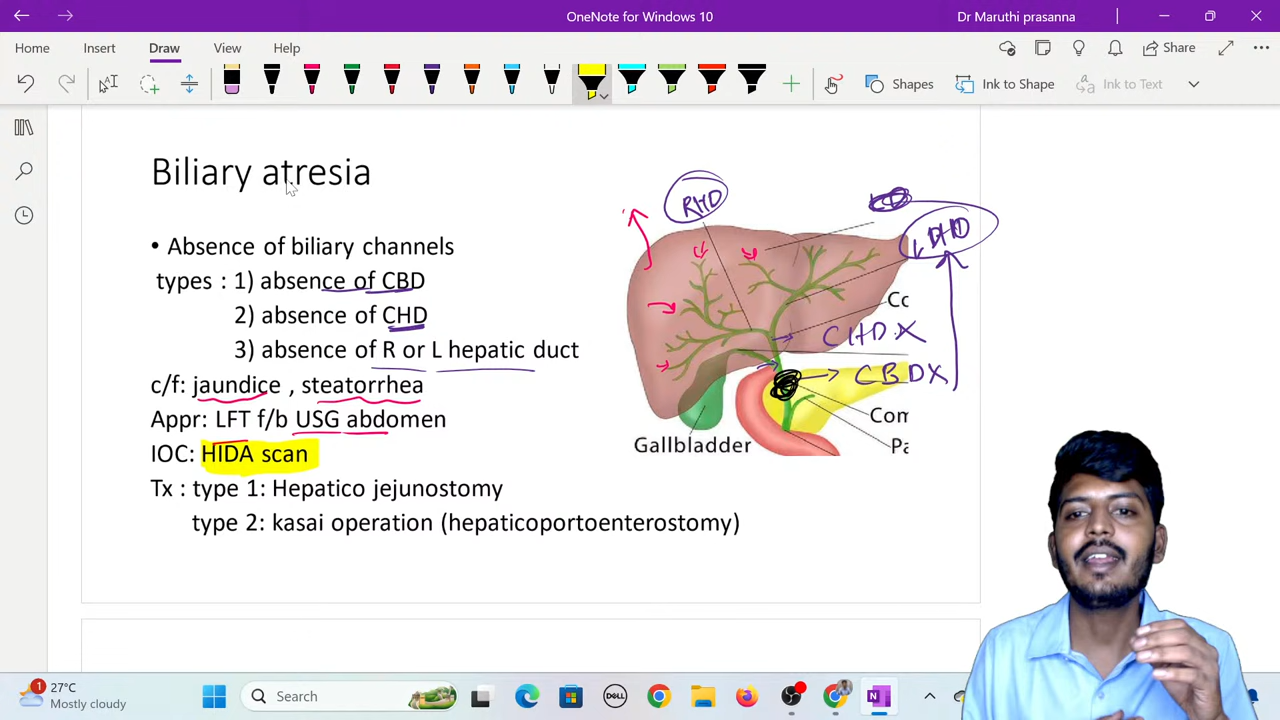 OneNote for Windows 10
Dr Maruthi prasanna
Home Insert Draw View Help
Share
Shapes Ink to Shape Ink to Text
Biliary atresia
• Absence of biliary channels
types : 1) absence of CBD
2) absence of CHD
3) absence of R or L hepatic duct
c/f: jaundice , steatorrhea
Appr: LFT f/b USG abdomen
IOC: HIDA scan
Tx : type 1: Hepatico jejunostomy
type 2: kasai operation (hepaticoportoenterostomy)
RHD
LHD
Cc
CHD X
CBD X
Com
Pa
Gallbladder
1
27°C
Mostly cloudy
Search
DELL